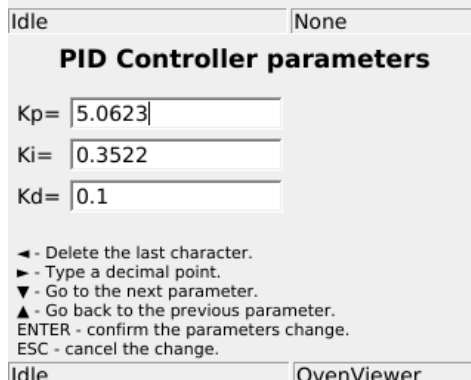 Idle None
PID Controller parameters
Kp= 5.0623
Ki= 0.3522
Kd= 0.1
◄ - Delete the last character.
► - Type a decimal point.
▼ - Go to the next parameter.
▲ - Go back to the previous parameter.
ENTER - confirm the parameters change.
ESC - cancel the change.
Idle OvenViewer